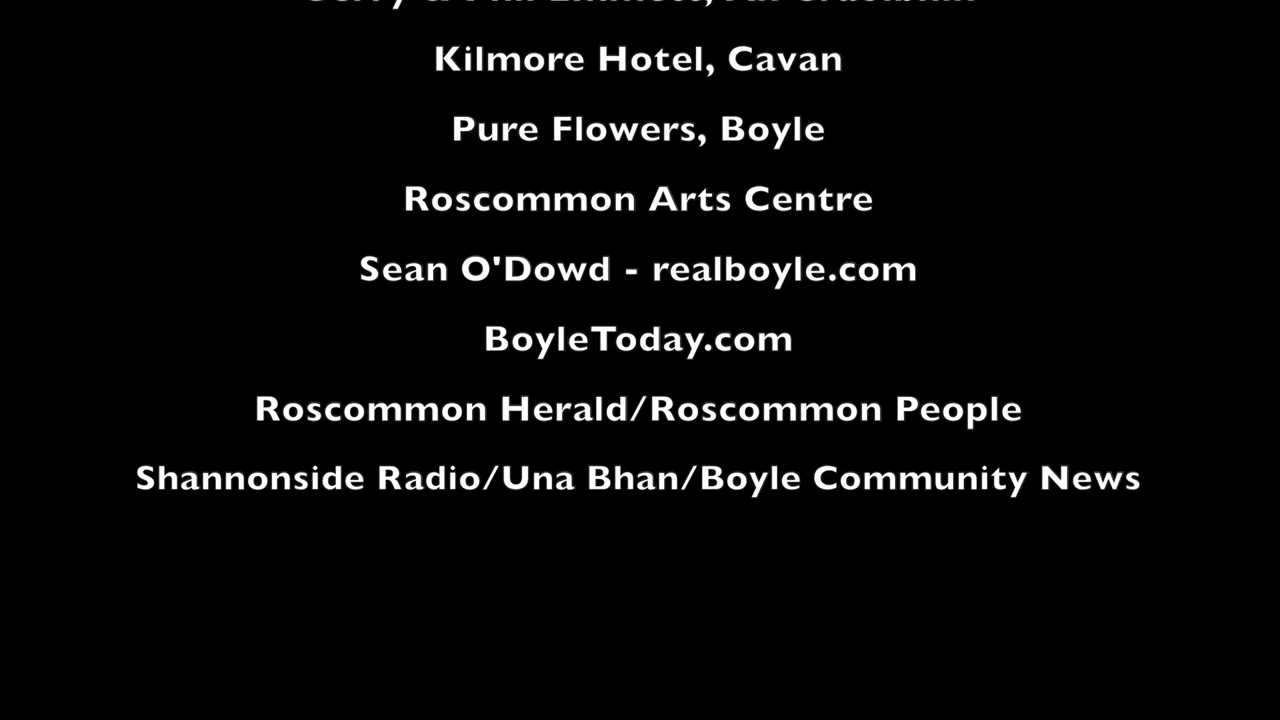 Kilmore Hotel, Cavan
Pure Flowers, Boyle
Roscommon Arts Centre
Sean O'Dowd - realboyle.com
BoyleToday.com
Roscommon Herald/Roscommon People
Shannonside Radio/Una Bhan/Boyle Community News